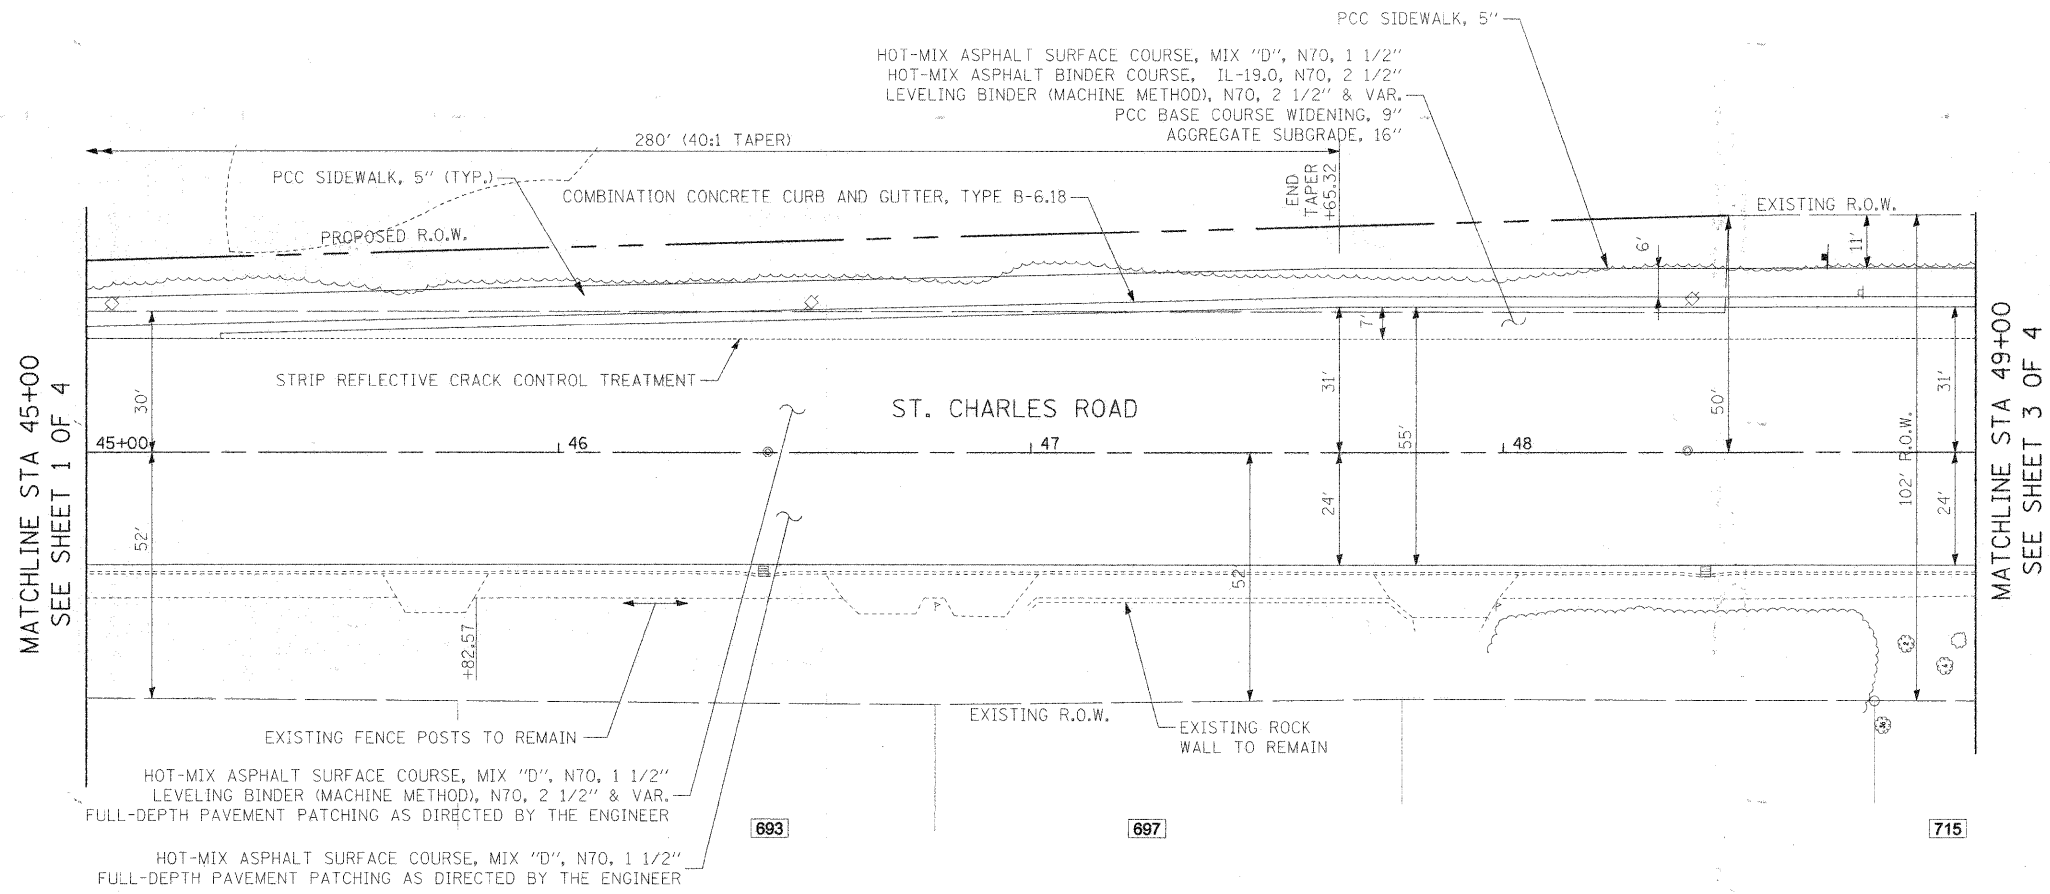 PCC SIDEWALK, 5"
HOT-MIX ASPHALT SURFACE COURSE, MIX "D", N70, 1 1/2"
HOT-MIX ASPHALT BINDER COURSE, IL-19.0, N70, 2 1/2"
LEVELING BINDER (MACHINE METHOD), N70, 2 1/2" & VAR.
PCC BASE COURSE WIDENING, 9"
AGGREGATE SUBGRADE, 16"
280' (40:1 TAPER)
PCC SIDEWALK, 5" (TYP.)
COMBINATION CONCRETE CURB AND GUTTER, TYPE B-6.18
END
TAPER
+65.32
EXISTING R.O.W.
PROPOSED R.O.W.
6'
11'
7'
STRIP REFLECTIVE CRACK CONTROL TREATMENT
30'
31'
55'
50'
102' R.O.W.
31'
ST. CHARLES ROAD
45+00
46
47
48
MATCHLINE STA 45+00
SEE SHEET 1 OF 4
MATCHLINE STA 49+00
SEE SHEET 3 OF 4
52'
24'
24'
52'
+82.57
EXISTING R.O.W.
EXISTING FENCE POSTS TO REMAIN
EXISTING ROCK
WALL TO REMAIN
HOT-MIX ASPHALT SURFACE COURSE, MIX "D", N70, 1 1/2"
LEVELING BINDER (MACHINE METHOD), N70, 2 1/2" & VAR.
FULL-DEPTH PAVEMENT PATCHING AS DIRECTED BY THE ENGINEER
693
697
715
HOT-MIX ASPHALT SURFACE COURSE, MIX "D", N70, 1 1/2"
FULL-DEPTH PAVEMENT PATCHING AS DIRECTED BY THE ENGINEER